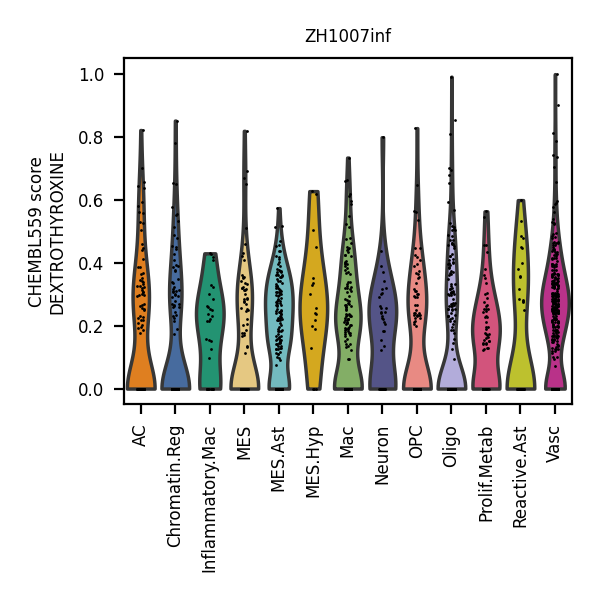 ZH1007inf
CHEMBL559 score
DEXTROTHYROXINE
1.0
0.8
0.6
0.4
0.2
0.0
AC
Chromatin.Reg
Inflammatory.Mac
MES
MES.Ast
MES.Hyp
Mac
Neuron
OPC
Oligo
Prolif.Metab
Reactive.Ast
Vasc